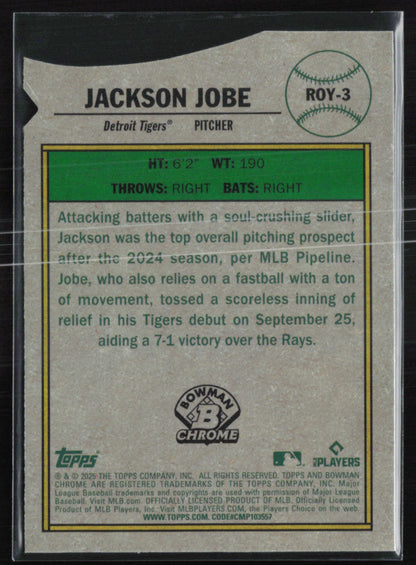 JACKSON JOBE
ROY-3
Detroit Tigers® PITCHER
HT: 6'2" WT: 190
THROWS: RIGHT BATS: RIGHT
Attacking batters with a soul-crushing slider,
Jackson was the top overall pitching prospect
after the 2024 season, per MLB Pipeline.
Jobe, who also relies on a fastball with a ton
of movement, tossed a scoreless inning of
relief in his Tigers debut on September 25,
aiding a 7-1 victory over the Rays.
BOWMAN
B
CHROME
Topps
PLAYERS
® & © 2025 THE TOPPS COMPANY, INC. ALL RIGHTS RESERVED. TOPPS AND BOWMAN
CHROME ARE REGISTERED TRADEMARKS OF THE TOPPS COMPANY, INC. Major
League Baseball trademarks and copyrights are used with permission of Major League
Baseball. Visit MLB.com. OFFICIALLY LICENSED PRODUCT OF MLB. Officially Licensed
Product of MLB Players, Inc. Visit MLBPLAYERS.com, the Players Choice on the web.
WWW.TOPPS.COM. CODE#CMP103557